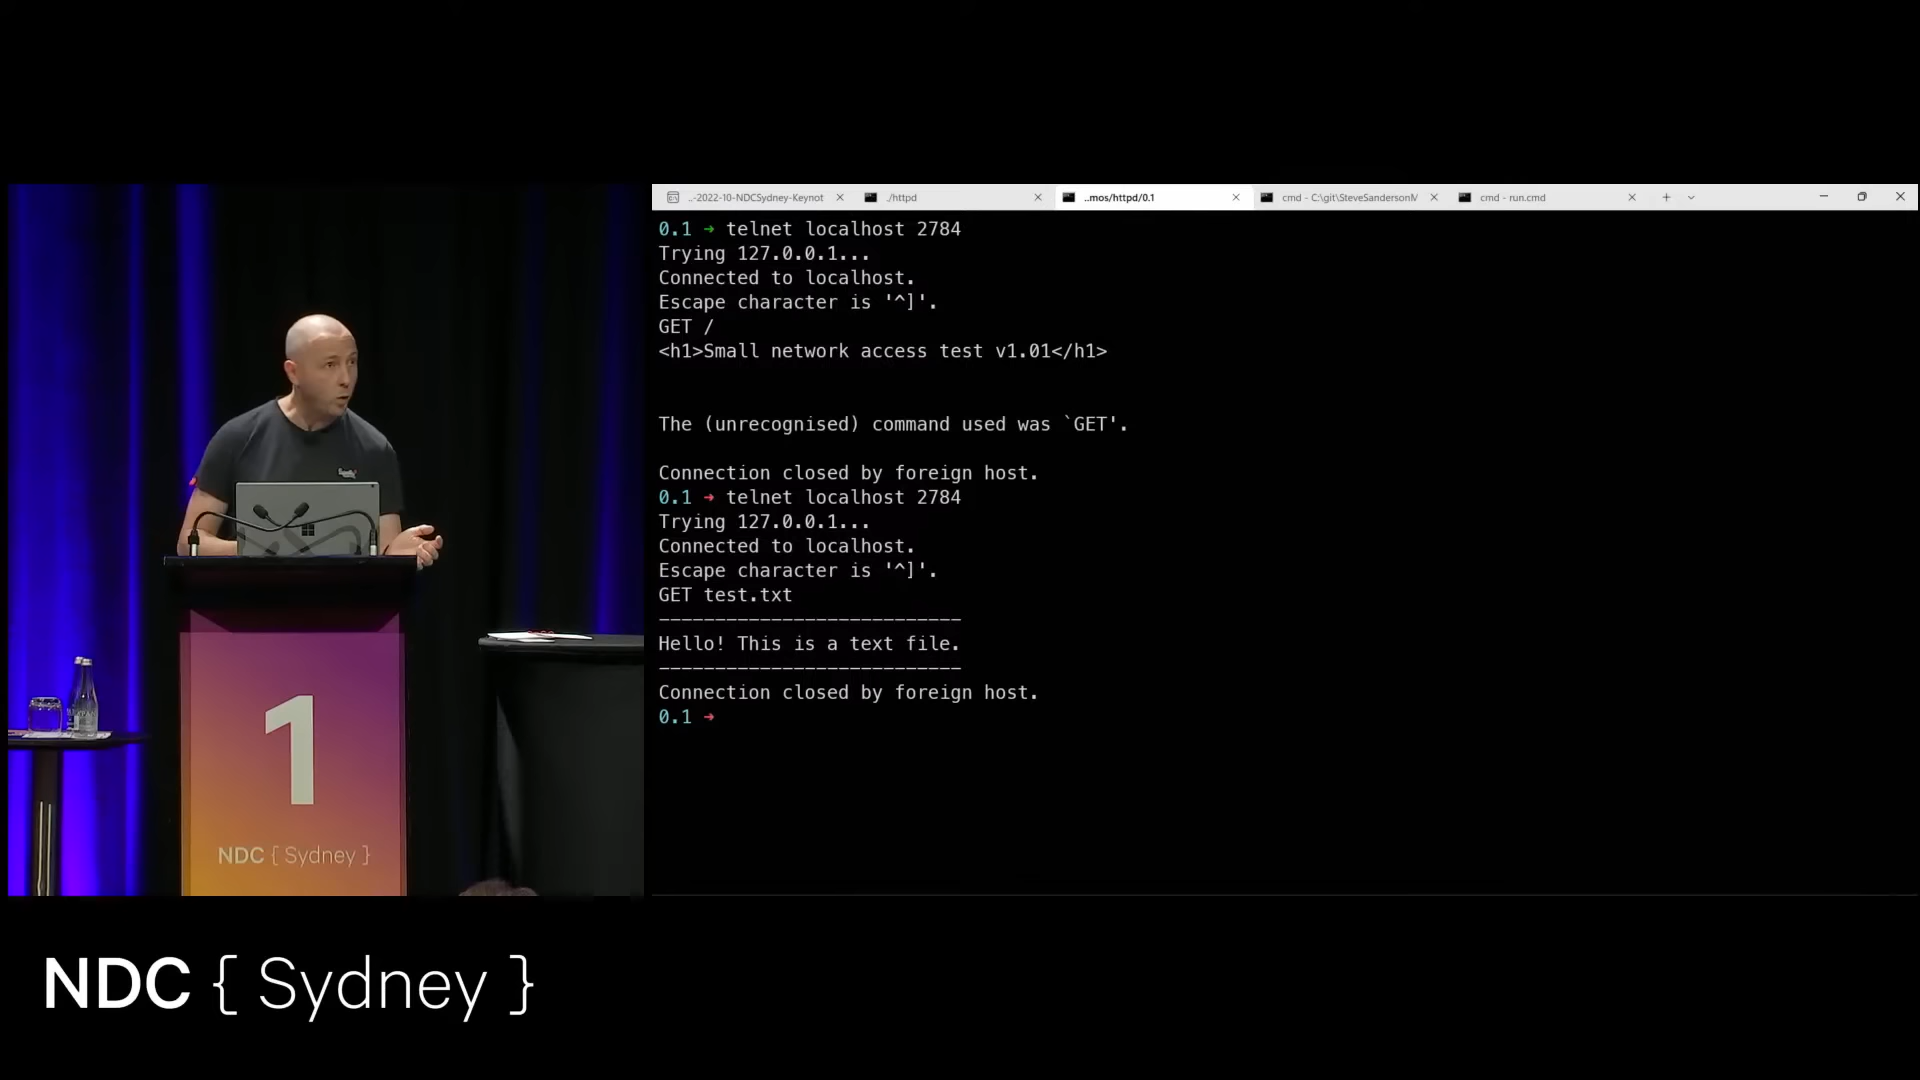 ..-2022-10-NDCSydney-Keynot
./httpd
..mos/httpd/0.1
cmd - C:\git\SteveSandersonM
cmd - run.cmd
0.1 → telnet localhost 2784
Trying 127.0.0.1...
Connected to localhost.
Escape character is '^]'.
GET /
<h1>Small network access test v1.01</h1>
The (unrecognised) command used was `GET'.
Connection closed by foreign host.
0.1 → telnet localhost 2784
Trying 127.0.0.1...
Connected to localhost.
Escape character is '^]'.
GET test.txt
---------------------------
Hello! This is a text file.
---------------------------
Connection closed by foreign host.
0.1 →
1
NDC { Sydney }
NDC { Sydney }